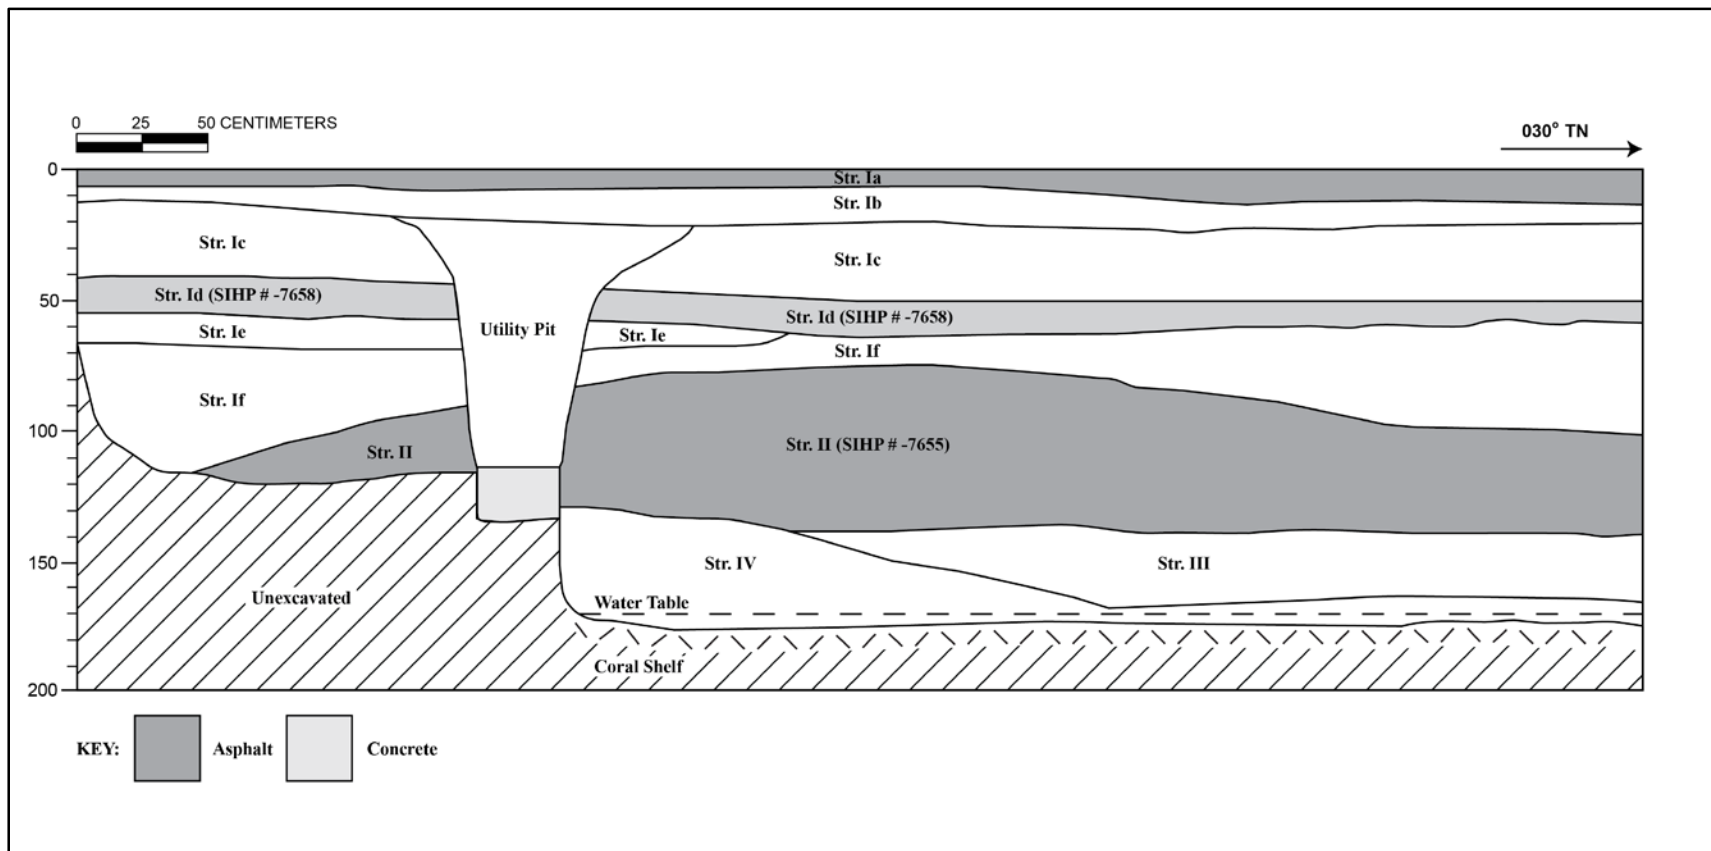 0 25 50 CENTIMETERS
030° TN
0
Str. Ia
Str. Ib
Str. Ic
Str. Ic
50
Str. Id (SIHP # -7658)
Str. Id (SIHP # -7658)
Str. Ie
Utility Pit
Str. Ie
Str. If
Str. If
100
Str. II
Str. II (SIHP # -7655)
150
Str. IV
Str. III
Unexcavated
Water Table
Coral Shelf
200
KEY: Asphalt Concrete